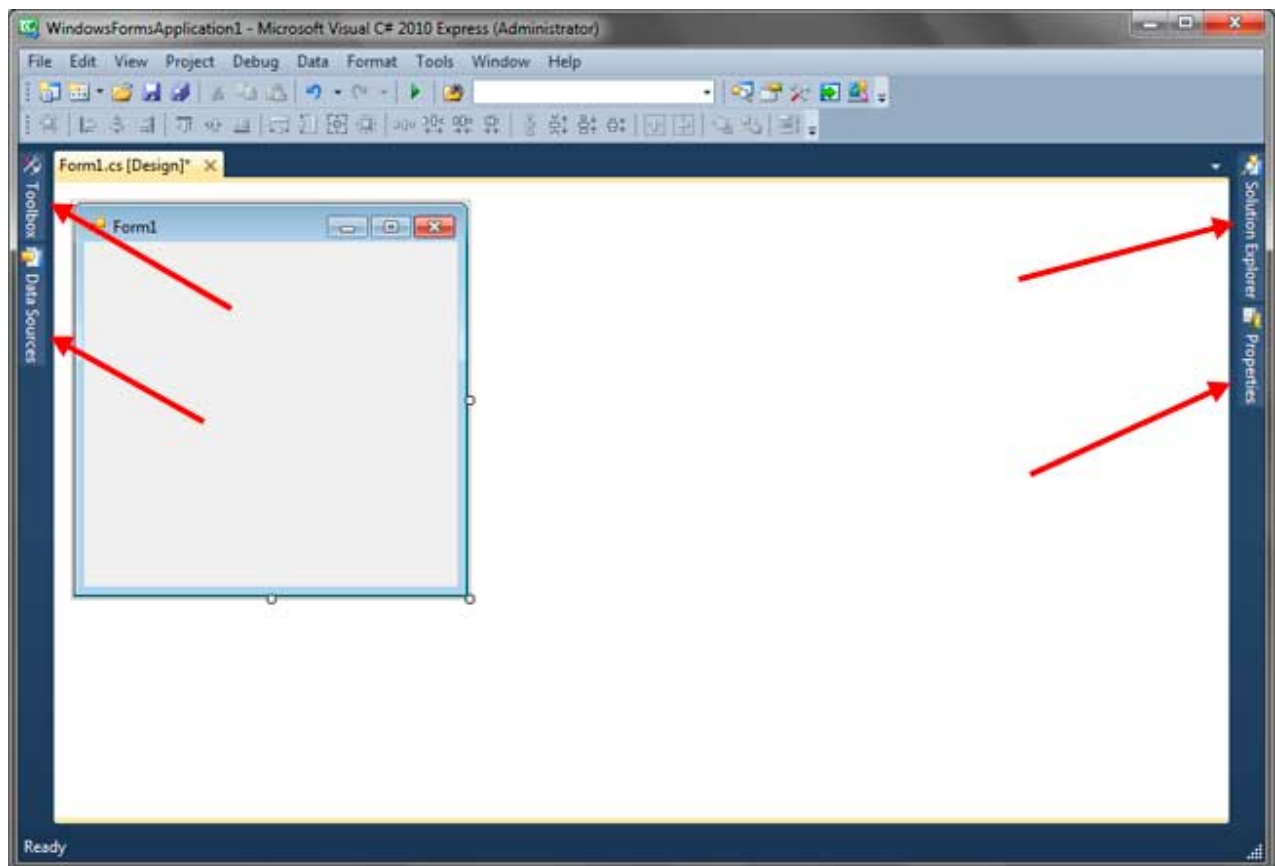 WindowsFormsApplication1 - Microsoft Visual C# 2010 Express (Administrator)
File Edit View Project Debug Data Format Tools Window Help
Form1.cs [Design]*
Toolbox
Data Sources
Form1
Solution Explorer
Properties
Ready